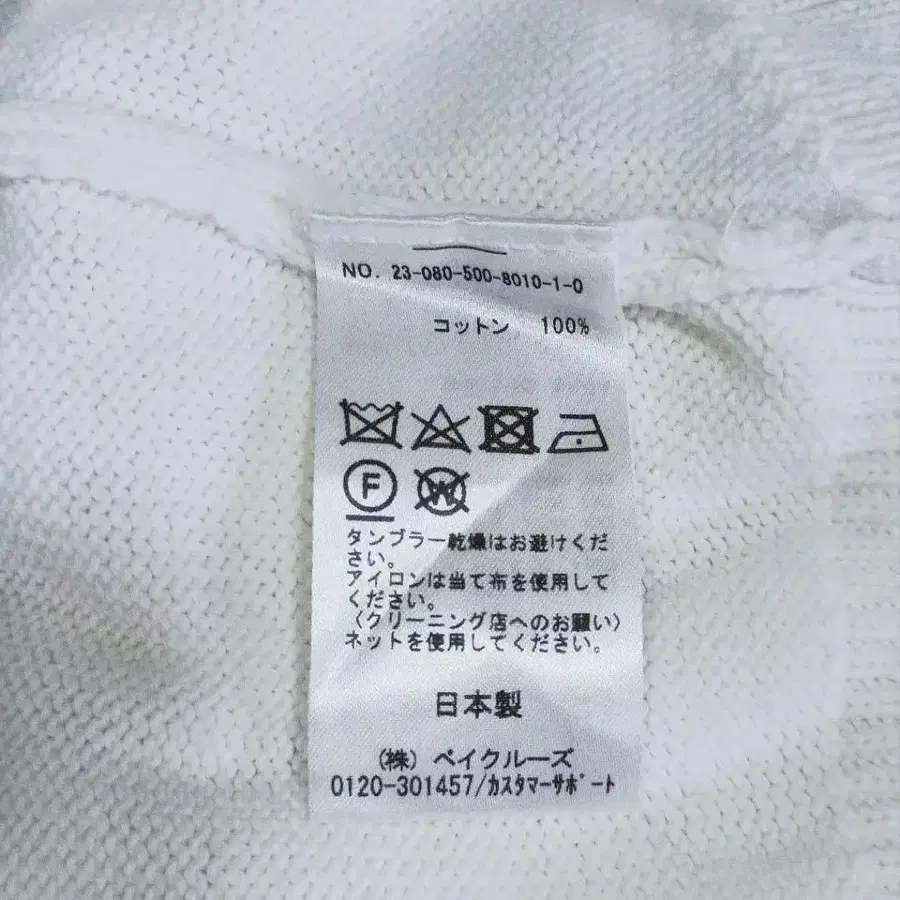 NO. 23-080-500-8010-1-0
コットン 100%
F W
タンブラー乾燥はお避けくだ
さい。
アイロンは当て布を使用して
ください。
〈クリーニング店へのお願い〉
ネットを使用してください。
日本製
(株) ベイクルーズ
0120-301457/カスタマーサポート